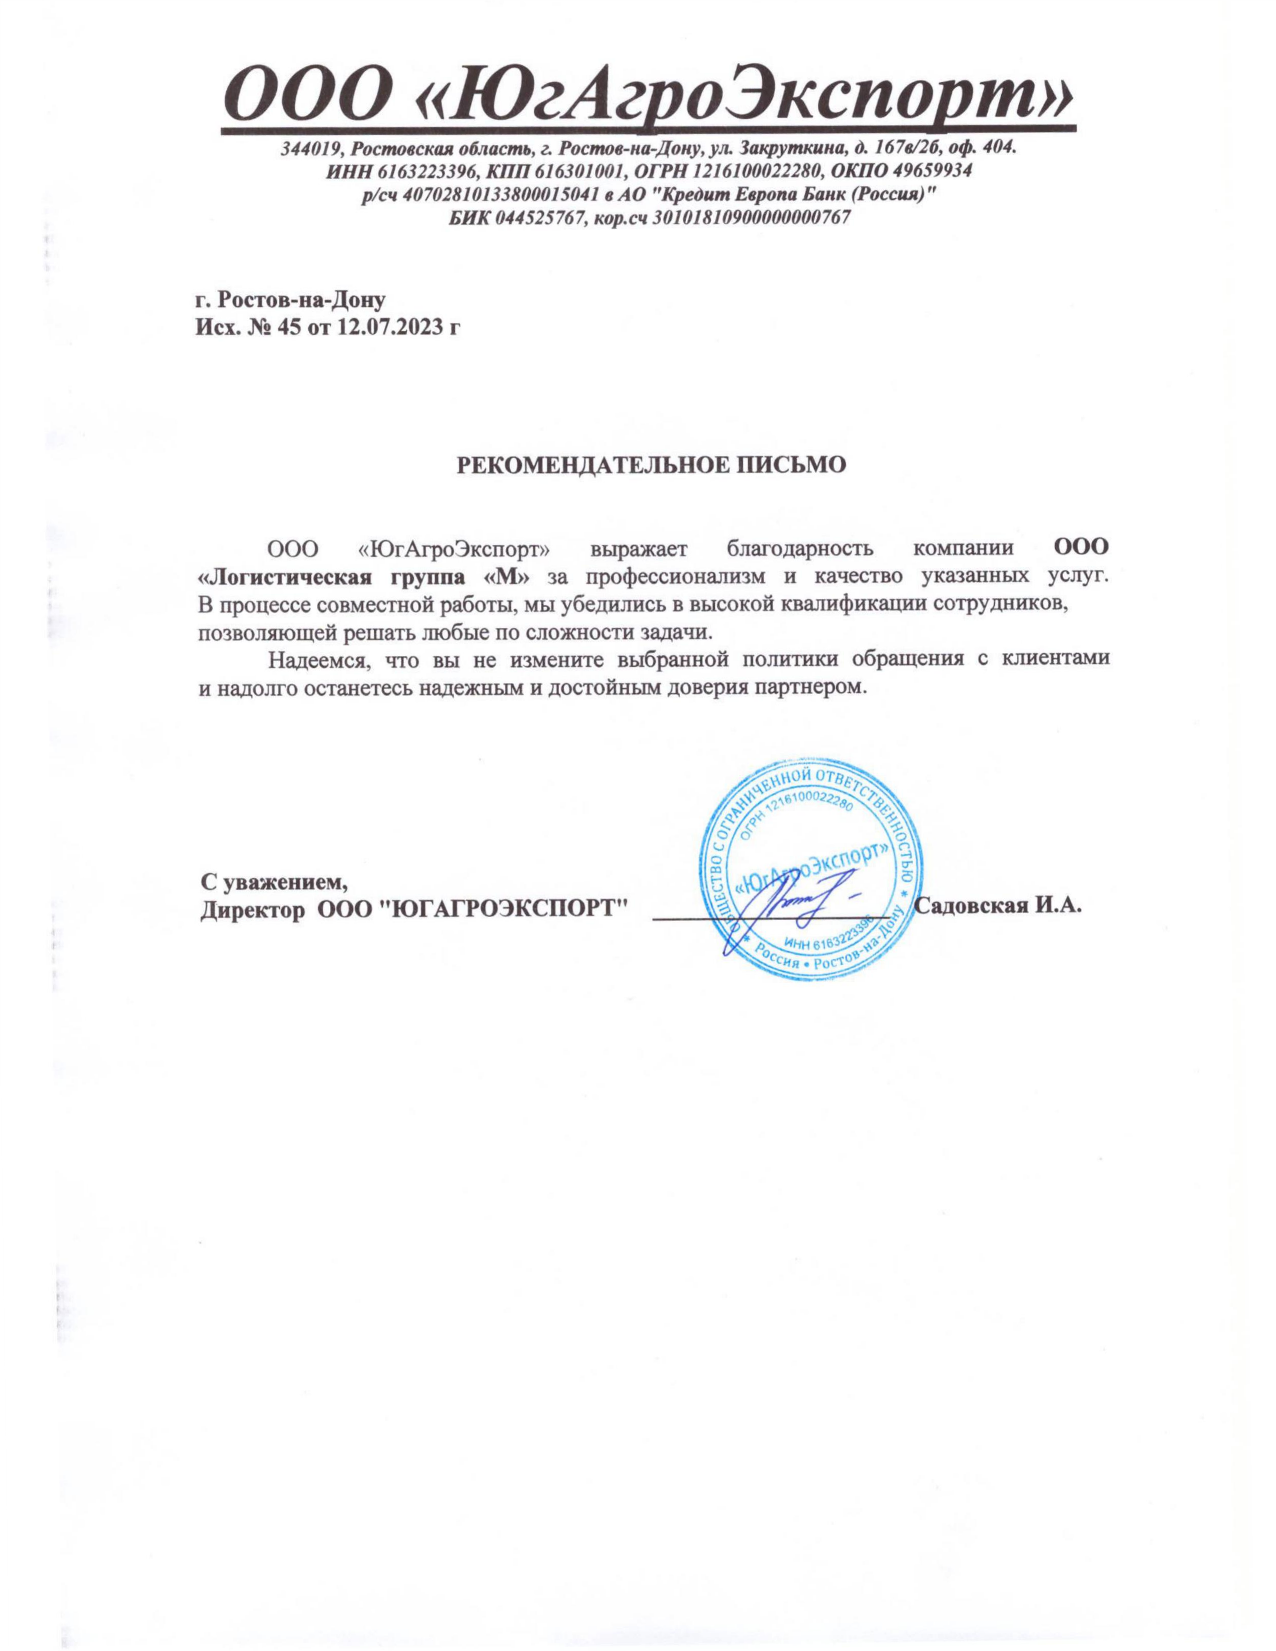 ООО «ЮгАгроЭкспорт»
344019, Ростовская область, г. Ростов-на-Дону, ул. Закруткина, д. 167в/2б, оф. 404.
ИНН 6163223396, КПП 616301001, ОГРН 1216100022280, ОКПО 49659934
р/сч 40702810133800015041 в АО "Кредит Европа Банк (Россия)"
БИК 044525767, кор.сч 30101810900000000767
г. Ростов-на-Дону
Исх. № 45 от 12.07.2023 г
РЕКОМЕНДАТЕЛЬНОЕ ПИСЬМО
ООО «ЮгАгроЭкспорт» выражает благодарность компании ООО
«Логистическая группа «М» за профессионализм и качество указанных услуг.
В процессе совместной работы, мы убедились в высокой квалификации сотрудников,
позволяющей решать любые по сложности задачи.
Надеемся, что вы не измените выбранной политики обращения с клиентами
и надолго останетесь надежным и достойным доверия партнером.
С уважением,
Директор ООО "ЮГАГРОЭКСПОРТ" Садовская И.А.
ОБЩЕСТВО С ОГРАНИЧЕННОЙ ОТВЕТСТВЕННОСТЬЮ
ОГРН 1216100022280
«ЮгАгроЭкспорт»
ИНН 6163223396
* Россия • Ростов-на-Дону *